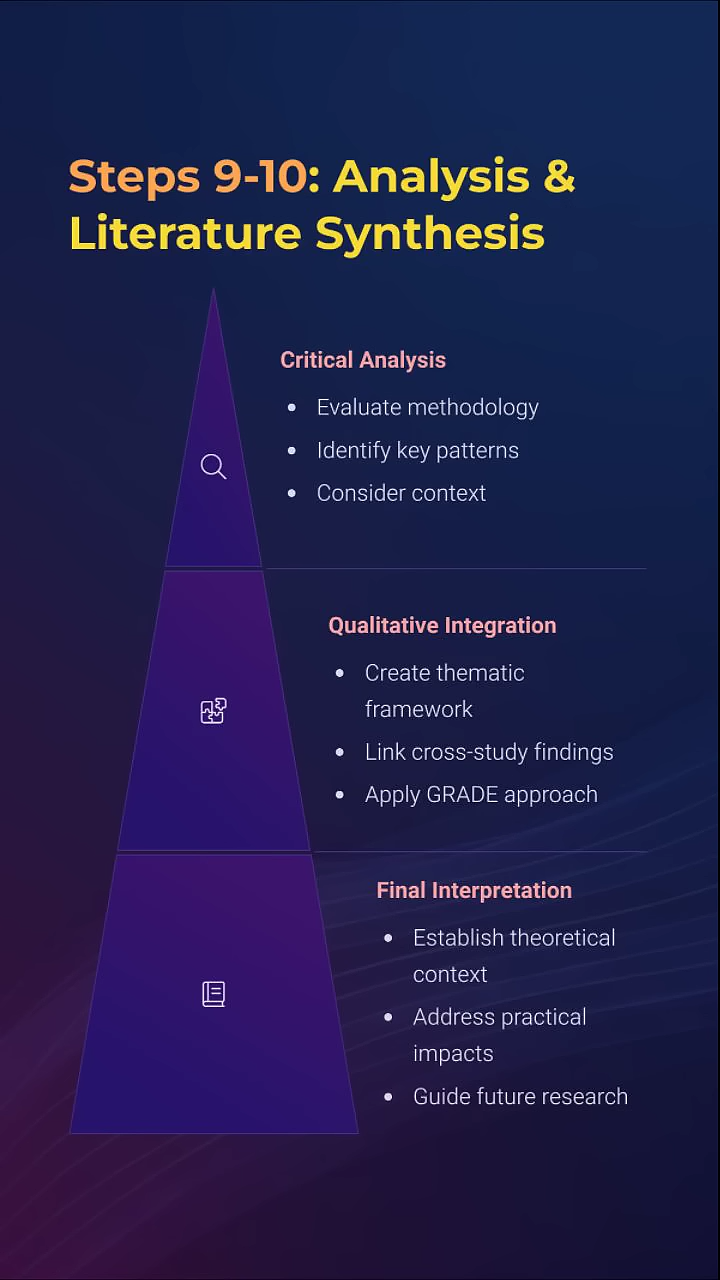 Steps 9-10: Analysis &
Literature Synthesis
Critical Analysis
• Evaluate methodology
• Identify key patterns
• Consider context
Qualitative Integration
• Create thematic
framework
• Link cross-study findings
• Apply GRADE approach
Final Interpretation
• Establish theoretical
context
• Address practical
impacts
• Guide future research